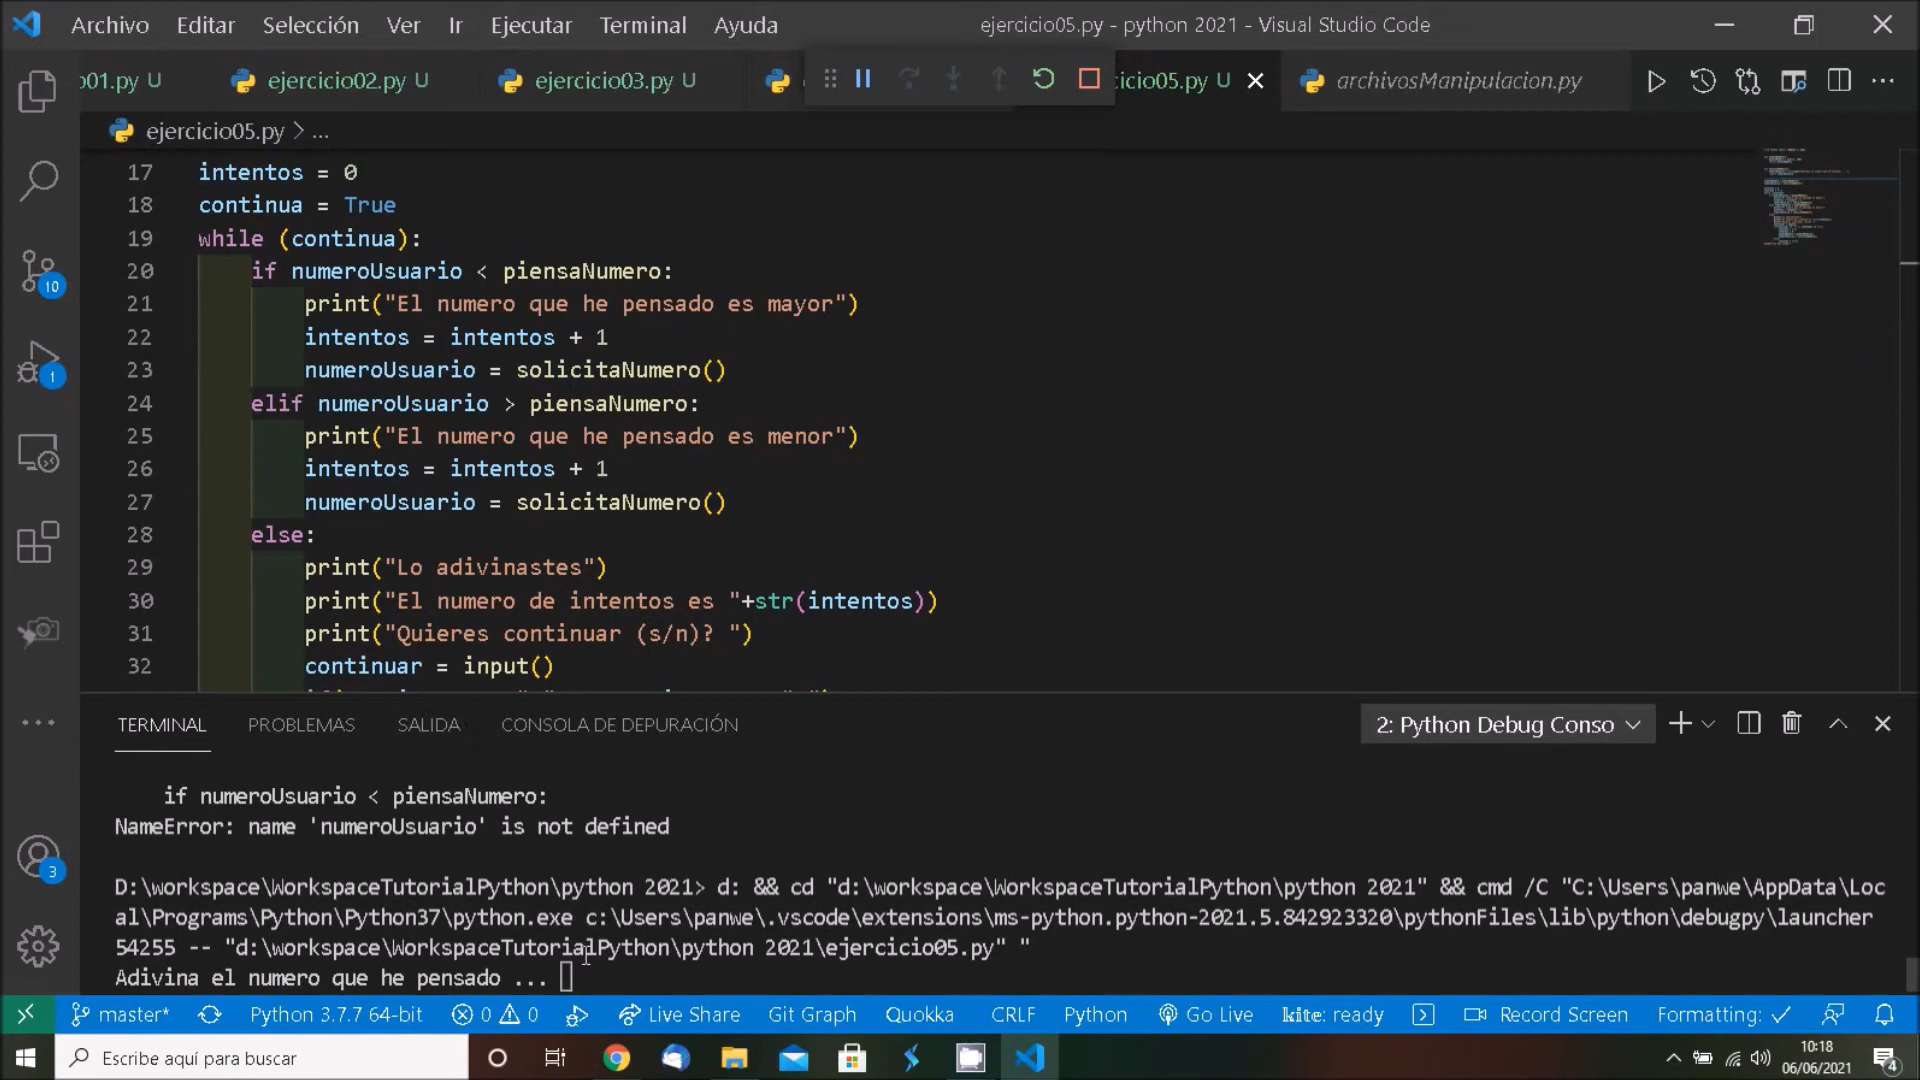 Archivo Editar Selección Ver Ir Ejecutar Terminal Ayuda ejercicio05.py - python 2021 - Visual Studio Code
o01.py U ejercicio02.py U ejercicio03.py U cicio05.py U archivosManipulacion.py
ejercicio05.py > ...
17 intentos = 0
18 continua = True
19 while (continua):
20 if numeroUsuario < piensaNumero:
21 print("El numero que he pensado es mayor")
22 intentos = intentos + 1
23 numeroUsuario = solicitaNumero()
24 elif numeroUsuario > piensaNumero:
25 print("El numero que he pensado es menor")
26 intentos = intentos + 1
27 numeroUsuario = solicitaNumero()
28 else:
29 print("Lo adivinastes")
30 print("El numero de intentos es "+str(intentos))
31 print("Quieres continuar (s/n)? ")
32 continuar = input()
10
1
3
TERMINAL PROBLEMAS SALIDA CONSOLA DE DEPURACIÓN 2: Python Debug Conso
if numeroUsuario < piensaNumero:
NameError: name 'numeroUsuario' is not defined
D:\workspace\WorkspaceTutorialPython\python 2021> d: && cd "d:\workspace\WorkspaceTutorialPython\python 2021" && cmd /C "C:\Users\panwe\AppData\Loc
al\Programs\Python\Python37\python.exe c:\Users\panwe\.vscode\extensions\ms-python.python-2021.5.842923320\pythonFiles\lib\python\debugpy\launcher
54255 -- "d:\workspace\WorkspaceTutorialPython\python 2021\ejercicio05.py" "
Adivina el numero que he pensado ...
master* Python 3.7.7 64-bit 0 0 Live Share Git Graph Quokka CRLF Python Go Live kite: ready Record Screen Formatting: ✓
Escribe aquí para buscar
10:18
06/06/2021
4